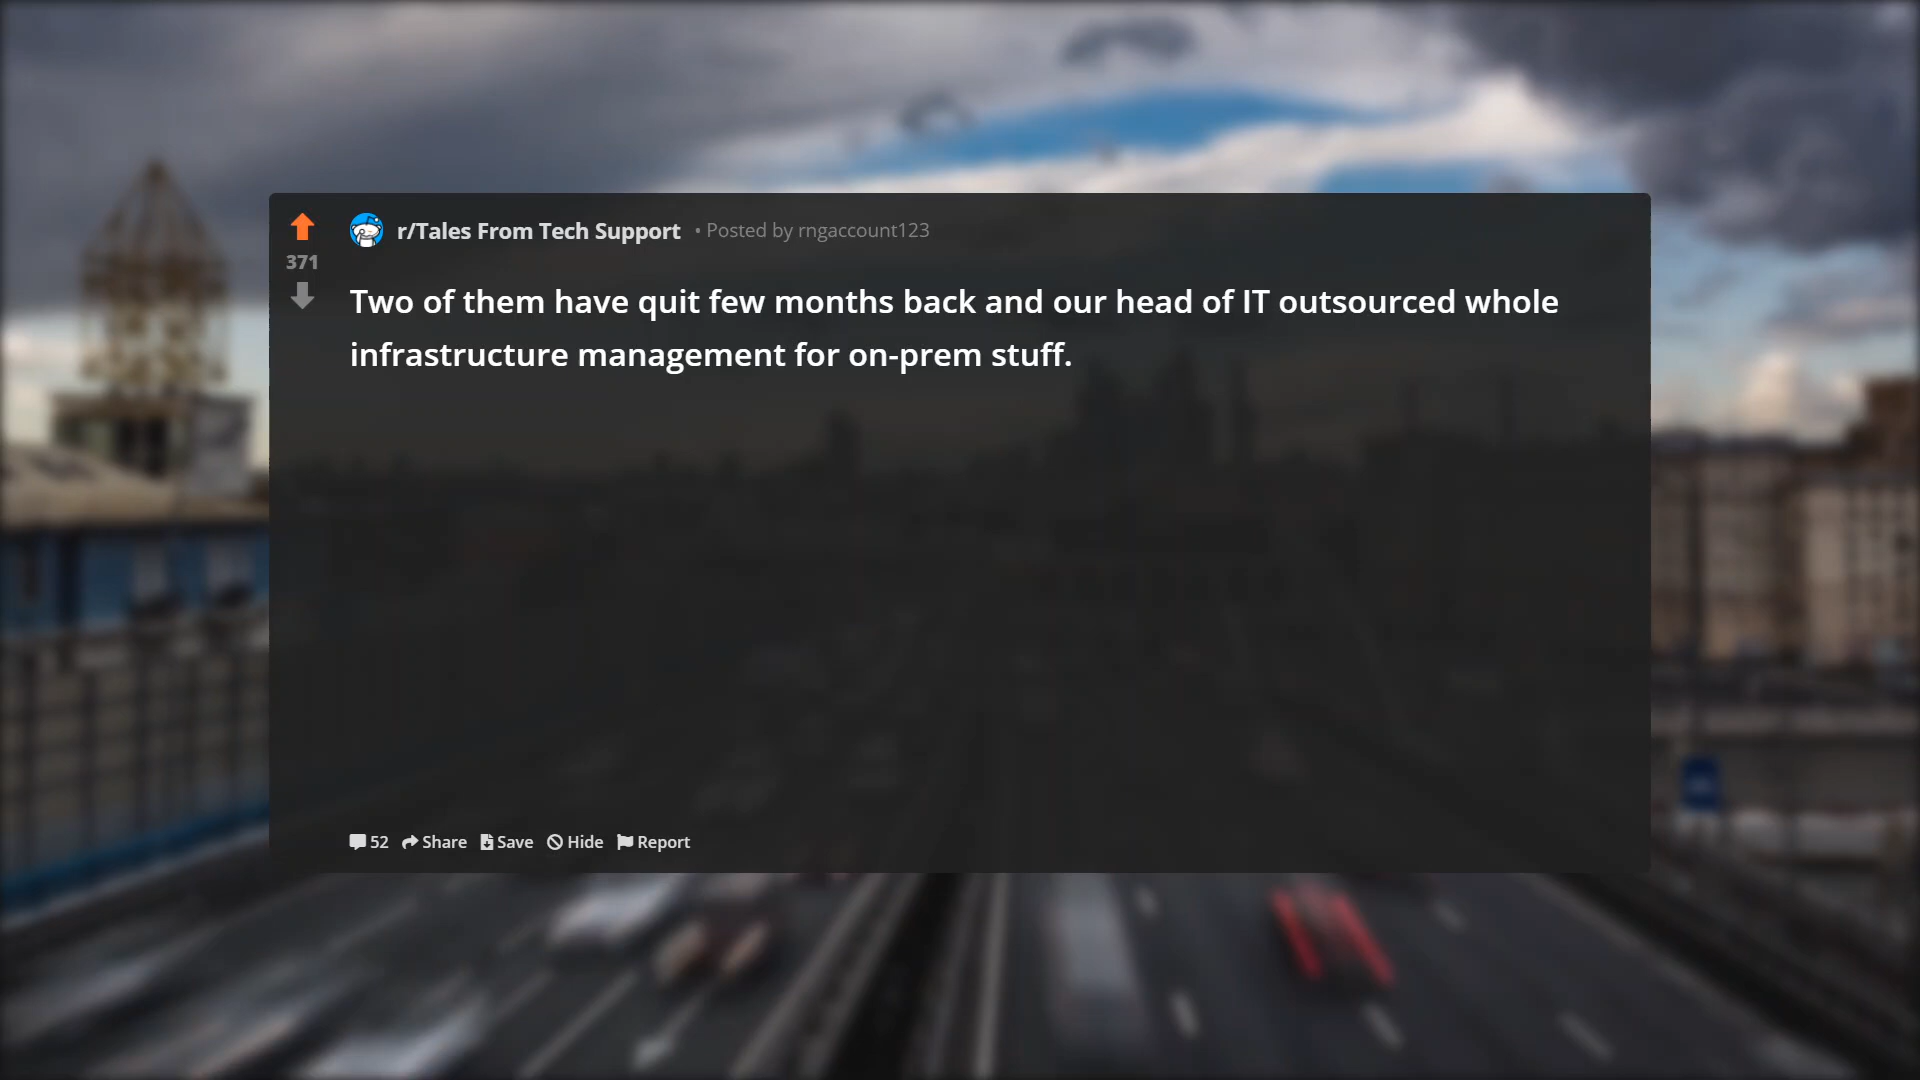 r/Tales From Tech Support • Posted by rngaccount123
371
Two of them have quit few months back and our head of IT outsourced whole
infrastructure management for on-prem stuff.
52 Share Save Hide Report